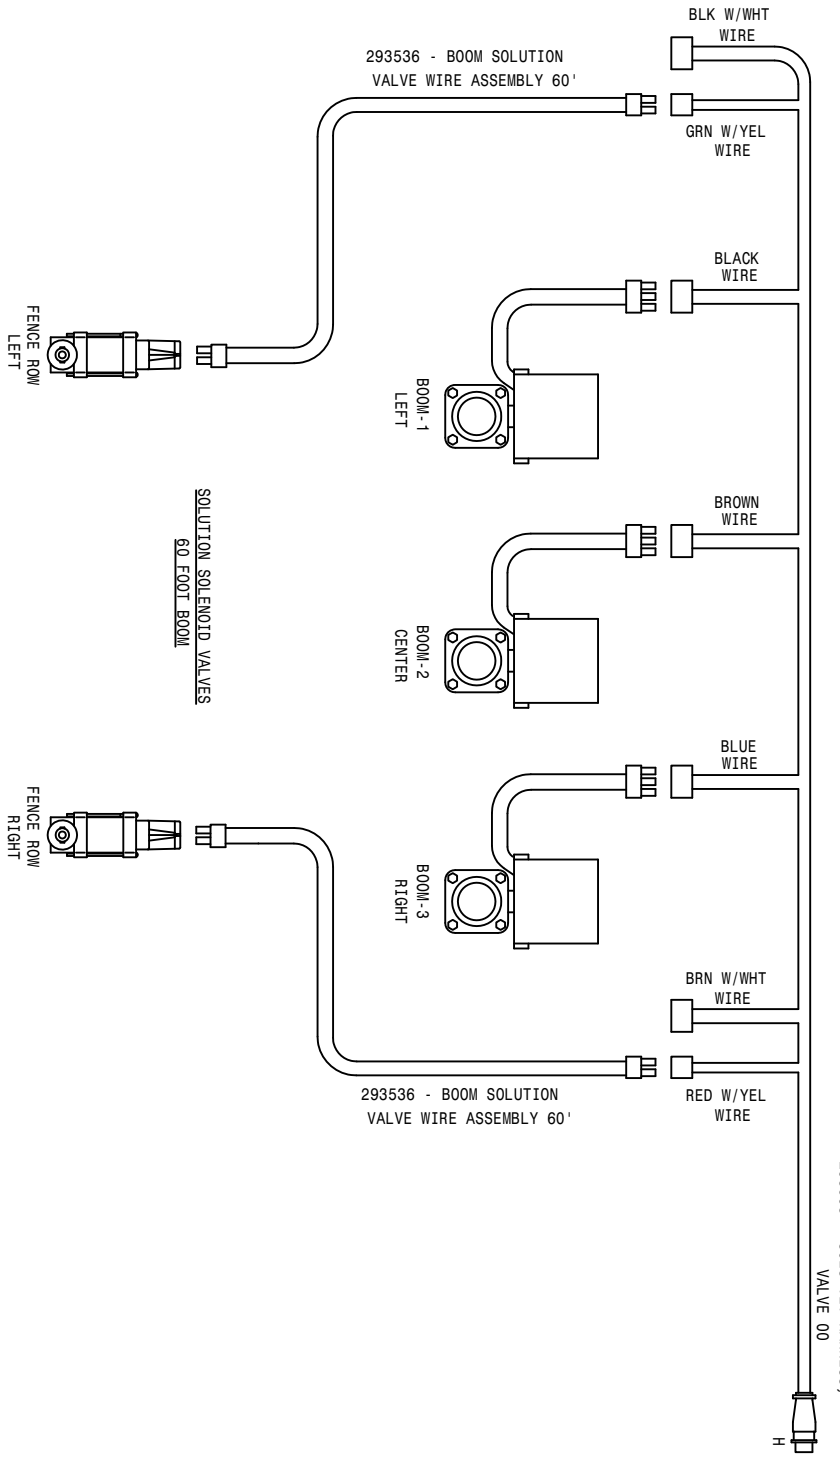 BLK W/WHT
WIRE
293536 - BOOM SOLUTION
VALVE WIRE ASSEMBLY 60'
GRN W/YEL
WIRE
BLACK
WIRE
FENCE ROW
LEFT
BOOM-1
LEFT
BROWN
WIRE
SOLUTION SOLENOID VALVES
60 FOOT BOOM
BOOM-2
CENTER
BLUE
WIRE
FENCE ROW
RIGHT
BOOM-3
RIGHT
BRN W/WHT
WIRE
293536 - BOOM SOLUTION
VALVE WIRE ASSEMBLY 60'
RED W/YEL
WIRE
VALVE 00
H